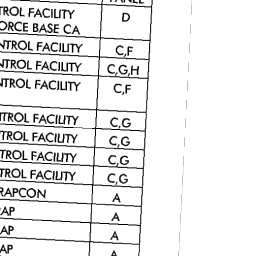 PANEL
TROL FACILITY D
ORCE BASE CA
NTROL FACILITY C,F
NTROL FACILITY C,G,H
NTROL FACILITY C,F
NTROL FACILITY C,G
TROL FACILITY C,G
TROL FACILITY C,G
TROL FACILITY C,G
RAPCON A
AP A
AP A
AP A